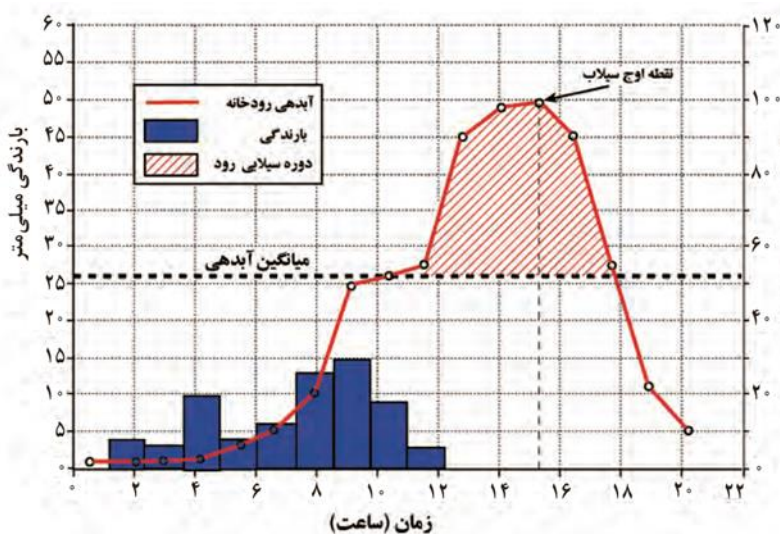 ۶۰
۵۰
۴۵
۴۰
۳۵
۳۰
۲۵
۱۵
۱۰
۵
۰
بارندگی میلی‌متر
آبدهی رودخانه
بارندگی
دوره سیلابی رود
نقطه اوج سیلاب
میانگین آبدهی
۱۲۰
۱۰۰
۸۰
۶۰
۴۰
۲۰
۰
۰ ۲ ۴ ۶ ۸ ۱۰ ۱۲ ۱۴ ۱۶ ۱۸ ۲۰ ۲۲
زمان (ساعت)